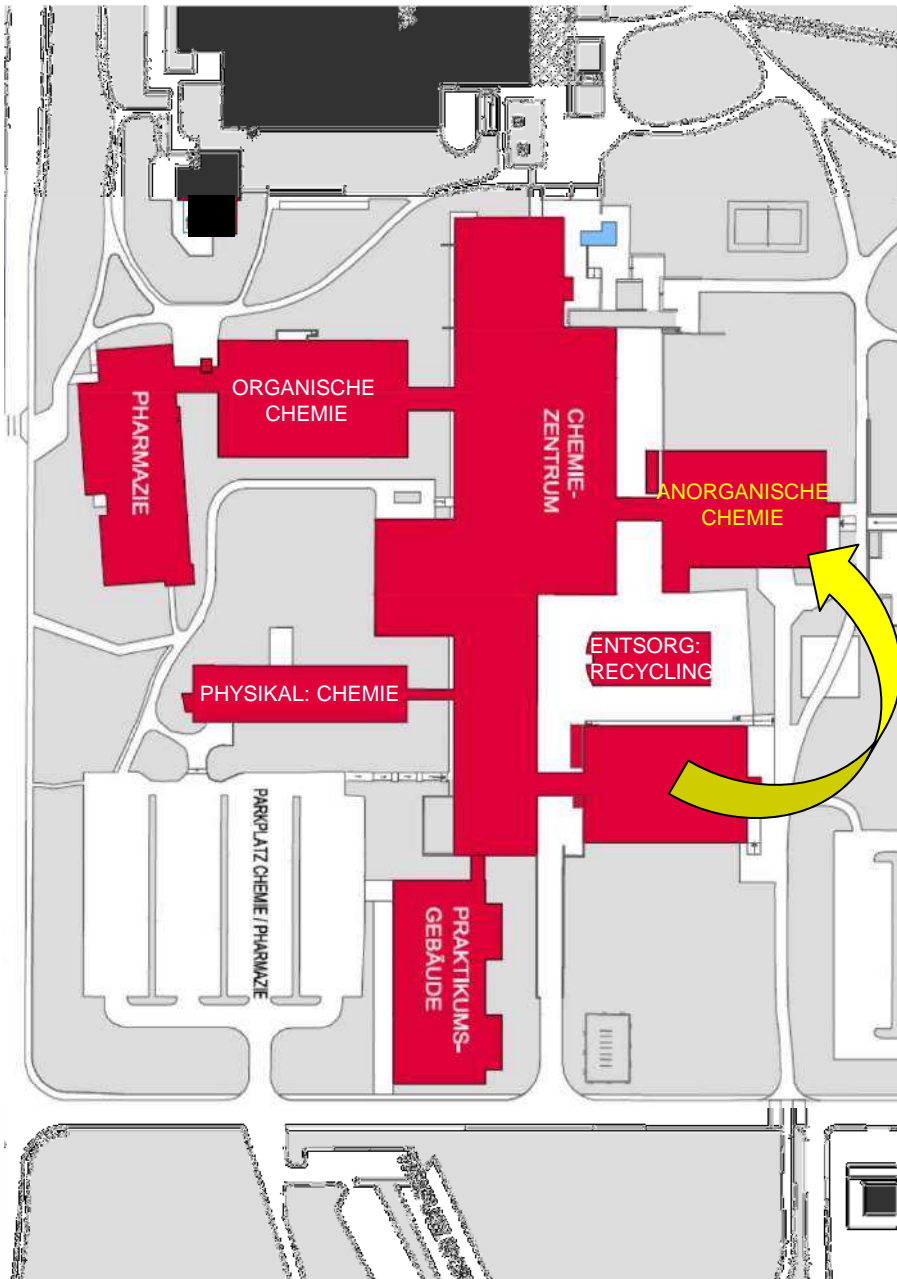 ORGANISCHE
CHEMIE
PHARMAZIE
CHEMIE-
ZENTRUM
ANORGANISCHE
CHEMIE
ENTSORG:
RECYCLING
PHYSIKAL: CHEMIE
PARKPLATZ CHEMIE / PHARMAZIE
PRAKTIKUMS-
GEBÄUDE